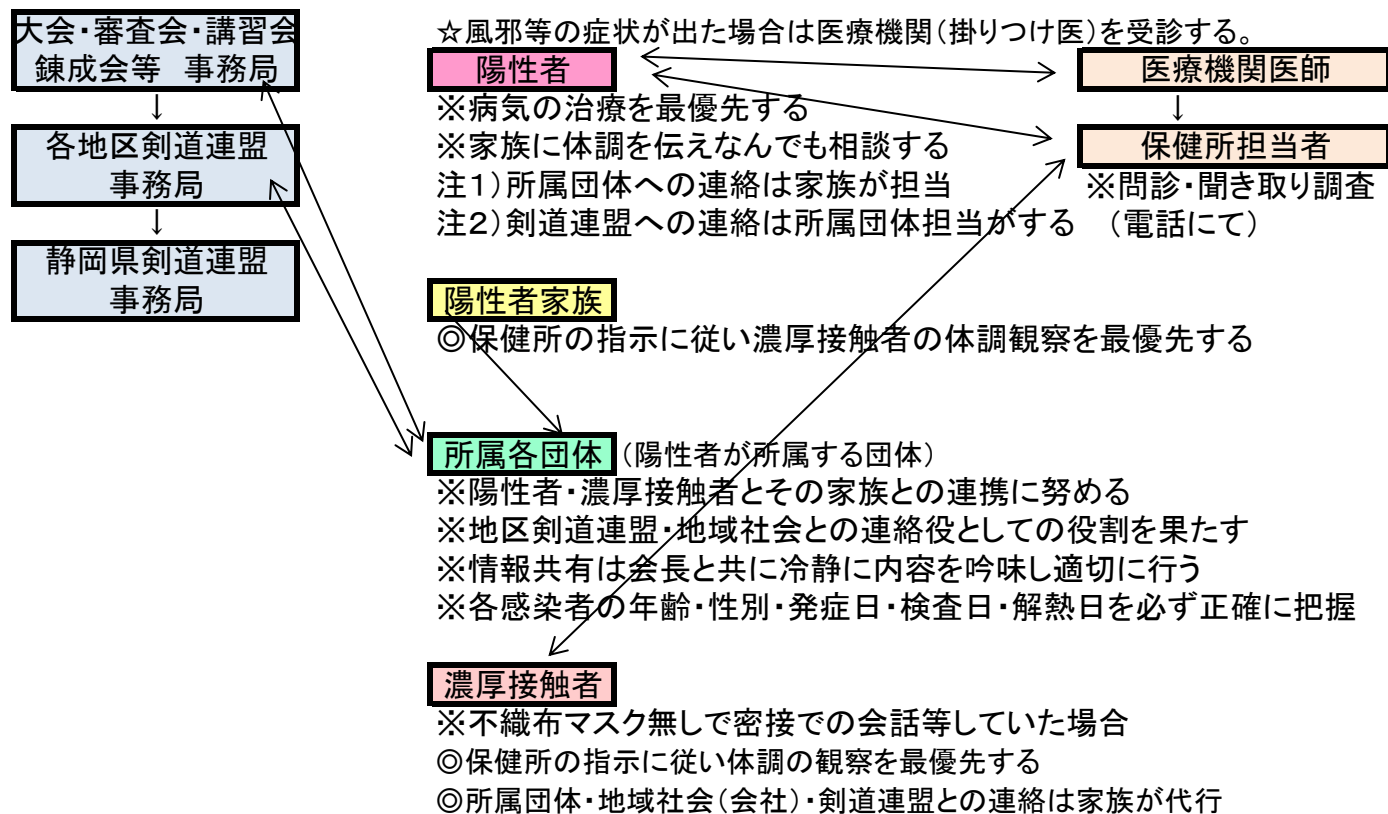 大会・審査会・講習会
錬成会等　事務局
↓
各地区剣道連盟
事務局
↓
静岡県剣道連盟
事務局
☆風邪等の症状が出た場合は医療機関（掛りつけ医）を受診する。
陽性者
※病気の治療を最優先する
※家族に体調を伝えなんでも相談する
注１）所属団体への連絡は家族が担当
注２）剣道連盟への連絡は所属団体担当がする
医療機関医師
↓
保健所担当者
※問診・聞き取り調査
（電話にて）
陽性者家族
◎保健所の指示に従い濃厚接触者の体調観察を最優先する
所属各団体（陽性者が所属する団体）
※陽性者・濃厚接触者とその家族との連携に努める
※地区剣道連盟・地域社会との連絡役としての役割を果たす
※情報共有は会長と共に冷静に内容を吟味し適切に行う
※各感染者の年齢・性別・発症日・検査日・解熱日を必ず正確に把握
濃厚接触者
※不織布マスク無しで密接での会話等していた場合
◎保健所の指示に従い体調の観察を最優先する
◎所属団体・地域社会（会社）・剣道連盟との連絡は家族が代行